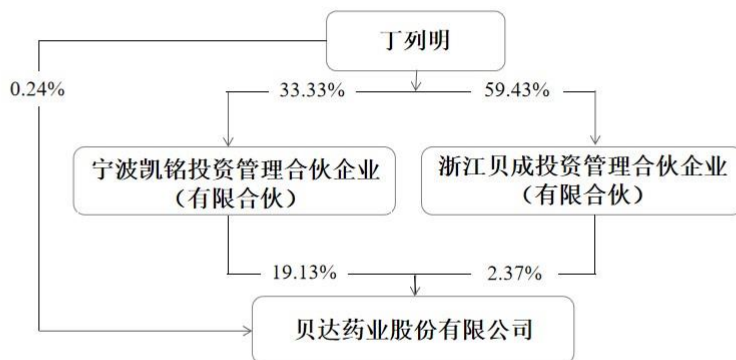 丁列明
0.24%
33.33%
59.43%
宁波凯铭投资管理合伙企业
（有限合伙）
浙江贝成投资管理合伙企业
（有限合伙）
19.13%
2.37%
贝达药业股份有限公司